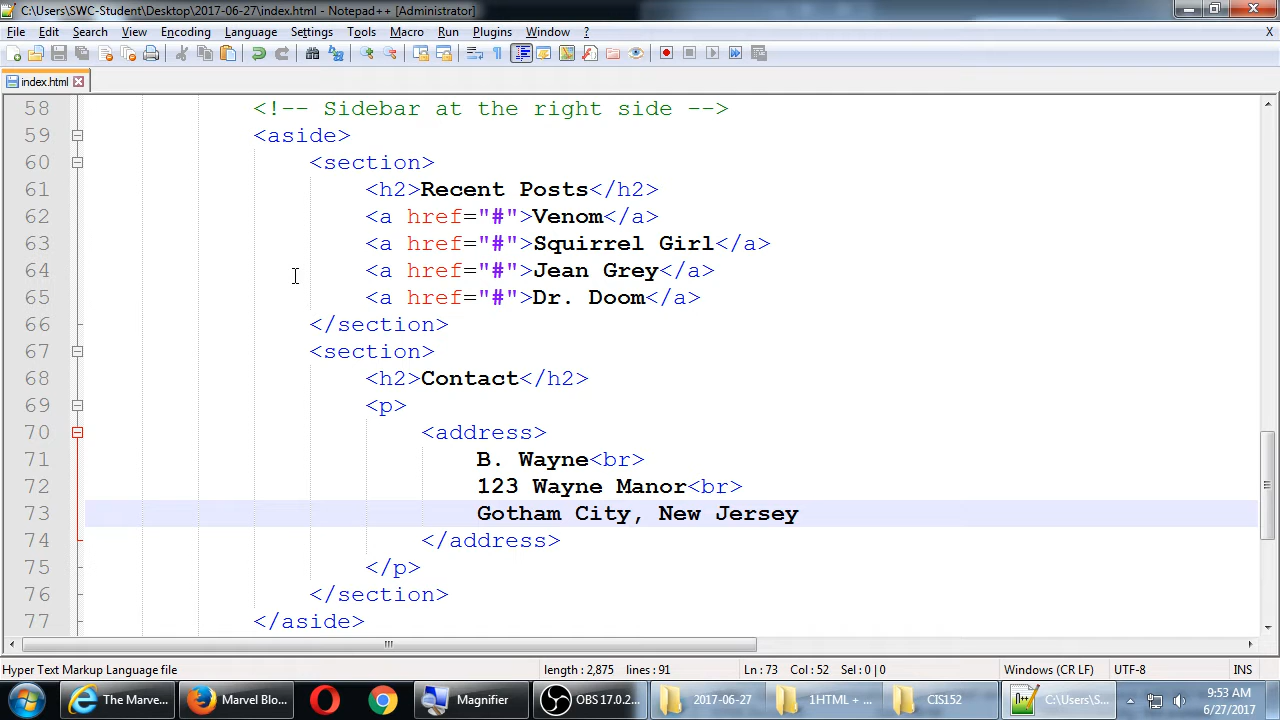 C:\Users\SWC-Student\Desktop\2017-06-27\index.html - Notepad++ [Administrator]
File Edit Search View Encoding Language Settings Tools Macro Run Plugins Window ? X
index.html
58 <!-- Sidebar at the right side -->
59 <aside>
60 <section>
61 <h2>Recent Posts</h2>
62 <a href="#">Venom</a>
63 <a href="#">Squirrel Girl</a>
64 <a href="#">Jean Grey</a>
65 <a href="#">Dr. Doom</a>
66 </section>
67 <section>
68 <h2>Contact</h2>
69 <p>
70 <address>
71 B. Wayne<br>
72 123 Wayne Manor<br>
73 Gotham City, New Jersey
74 </address>
75 </p>
76 </section>
77 </aside>
Hyper Text Markup Language file length : 2,875 lines : 91 Ln : 73 Col : 52 Sel : 0 | 0 Windows (CR LF) UTF-8 INS
The Marve... Marvel Blo... Magnifier OBS 17.0.2... 2017-06-27 1HTML + ... CIS152 C:\Users\S... 9:53 AM
6/27/2017